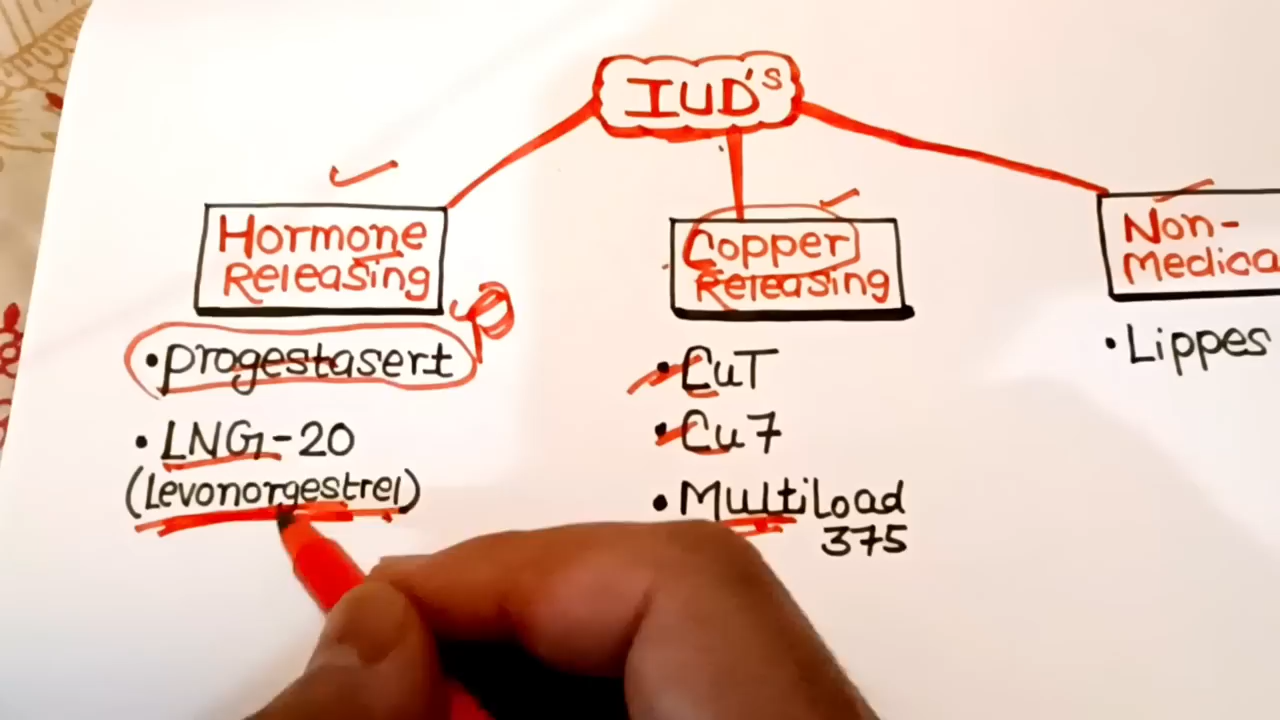 IUD's
Hormone
Releasing
• Progestasert
• LNG-20
(Levonorgestrel)
Copper
Releasing
• CuT
• Cu7
• MultiLoad
375
Non-
Medica
• Lippes